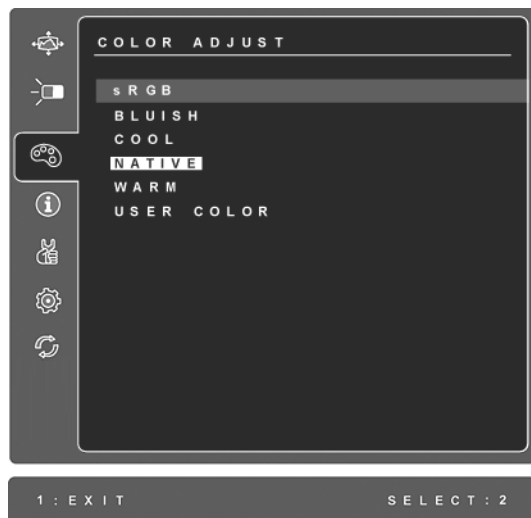 COLOR ADJUST
sRGB
BLUISH
COOL
NATIVE
WARM
USER COLOR
1:EXIT SELECT:2